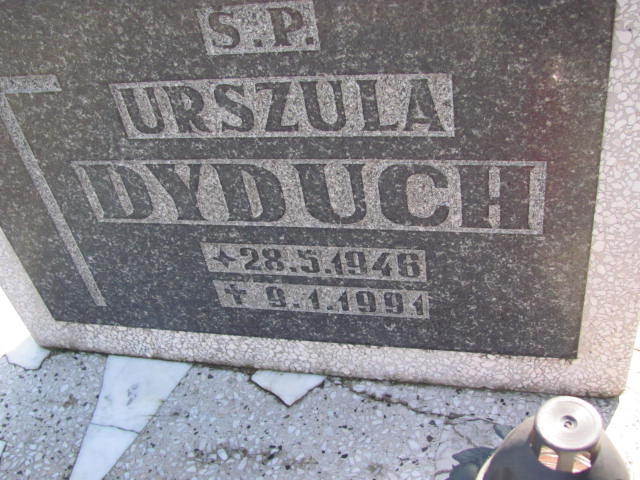 Ś.P.
URSZULA
DYDUCH
28.5.1946
✝ 9.1.1991